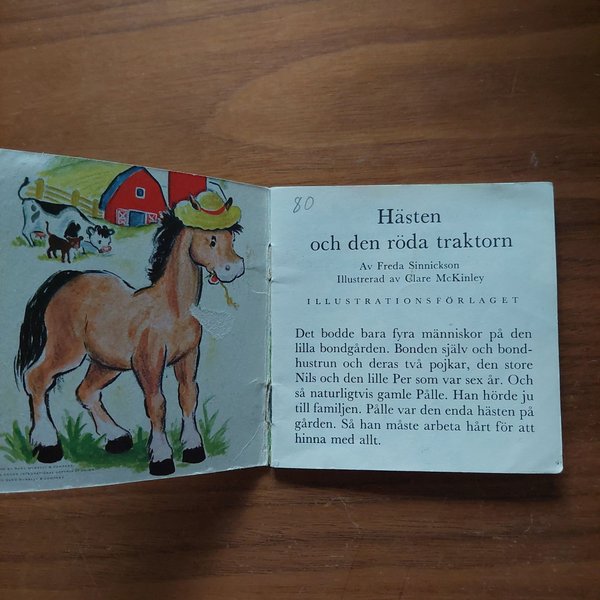 80
Hästen
och den röda traktorn
Av Freda Sinnickson
Illustrerad av Clare McKinley
ILLUSTRATIONSFÖRLAGET
Det bodde bara fyra människor på den
lilla bondgården. Bonden själv och bond-
hustrun och deras två pojkar, den store
Nils och den lille Per som var sex år. Och
så naturligtvis gamle Pålle. Han hörde ju
till familjen. Pålle var den enda hästen på
gården. Så han måste arbeta hårt för att
hinna med allt.